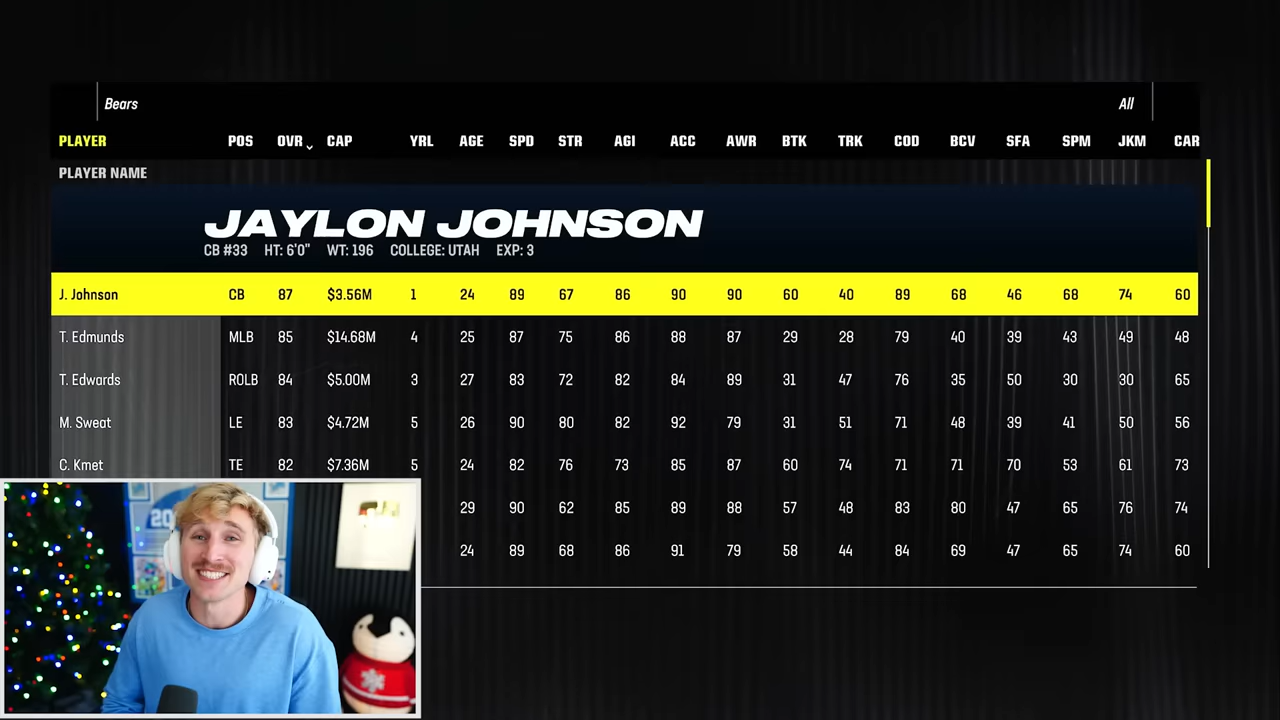 Bears All
PLAYER POS OVR CAP YRL AGE SPD STR AGI ACC AWR BTK TRK COD BCV SFA SPM JKM CAR
PLAYER NAME
JAYLON JOHNSON
CB #33 HT: 6'0" WT: 196 COLLEGE: UTAH EXP: 3
J. Johnson CB 87 $3.56M 1 24 89 67 86 90 90 60 40 89 68 46 68 74 60
T. Edmunds MLB 85 $14.68M 4 25 87 75 86 88 87 29 28 79 40 39 43 49 48
T. Edwards ROLB 84 $5.00M 3 27 83 72 82 84 89 31 47 76 35 50 30 30 65
M. Sweat LE 83 $4.72M 5 26 90 80 82 92 79 31 51 71 48 39 41 50 56
C. Kmet TE 82 $7.36M 5 24 82 76 73 85 87 60 74 71 71 70 53 61 73
29 90 62 85 89 88 57 48 83 80 47 65 76 74
24 89 68 86 91 79 58 44 84 69 47 65 74 60